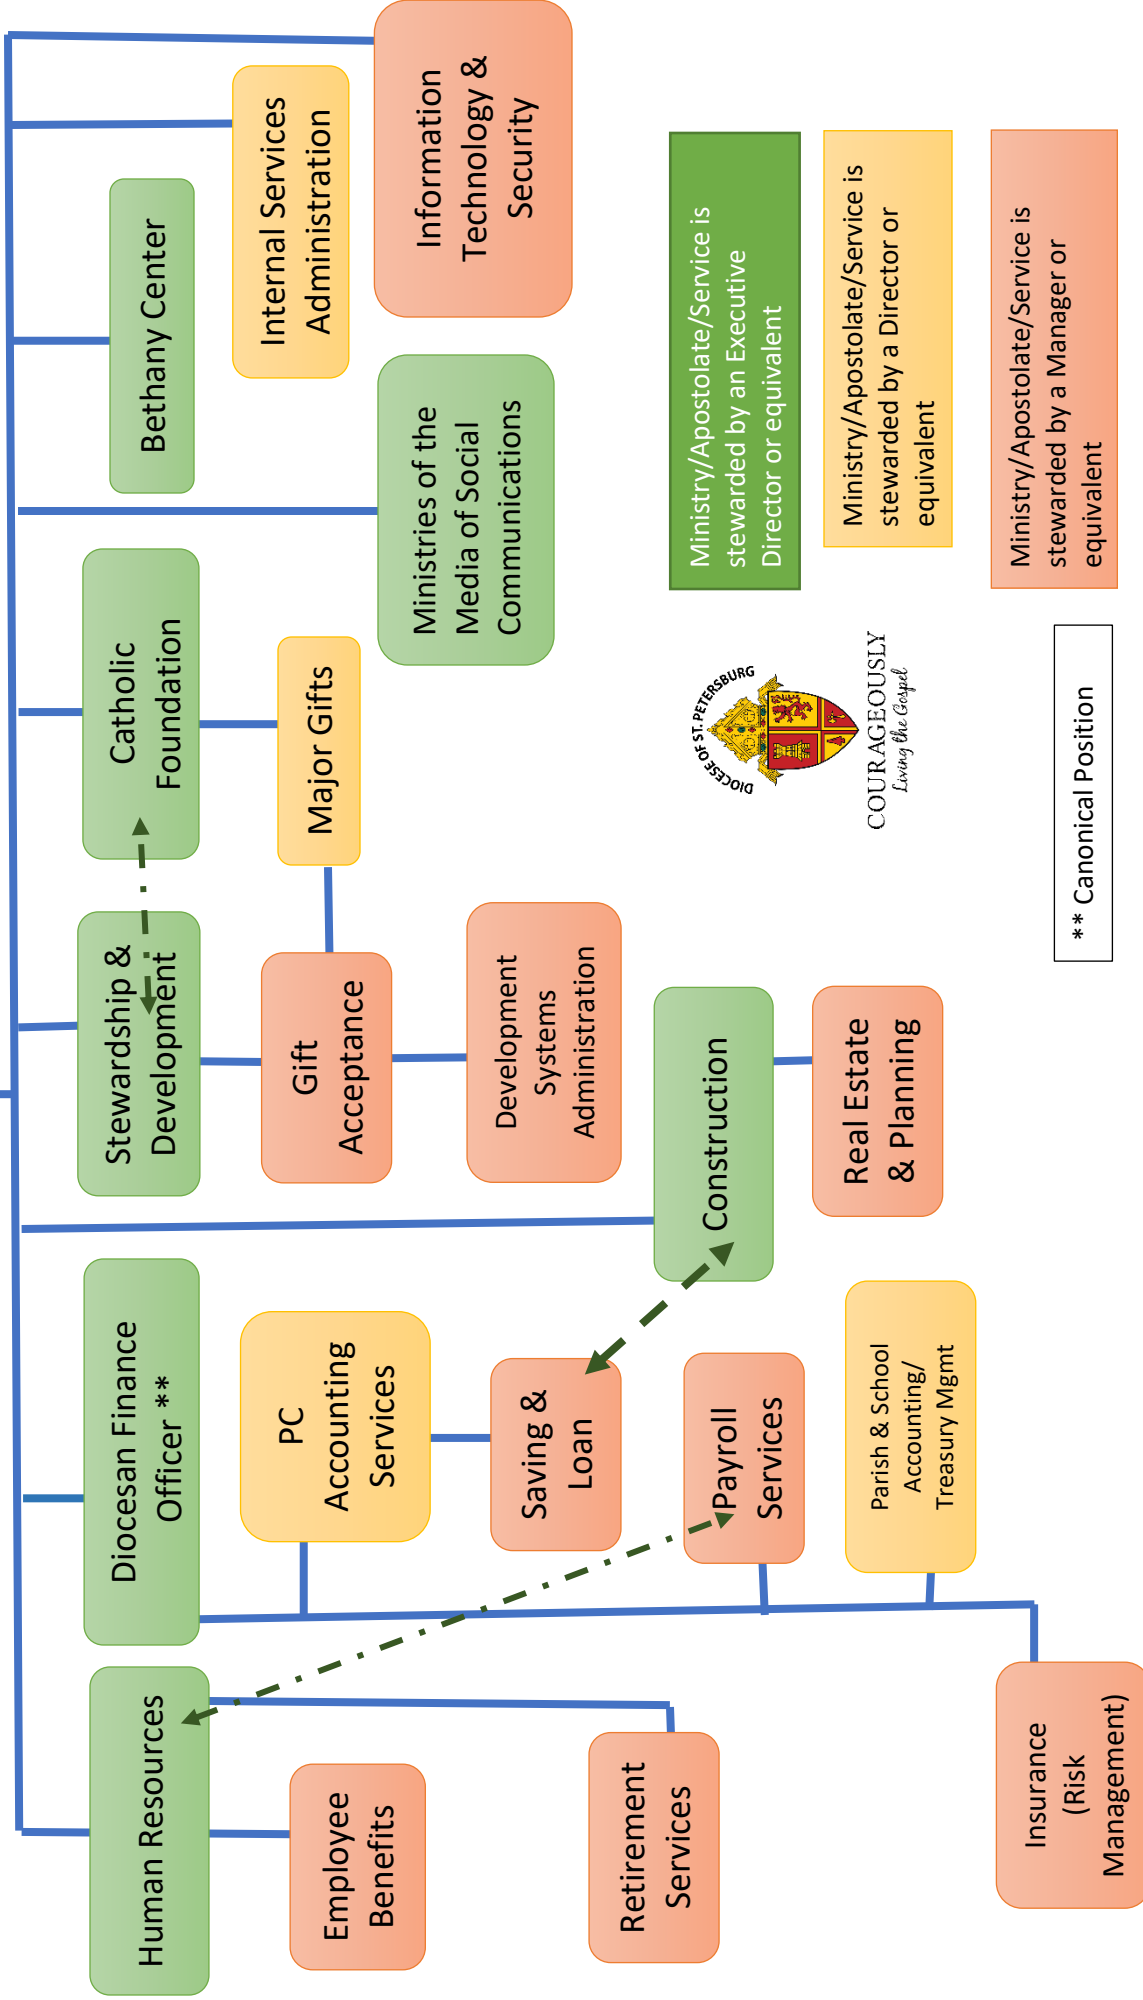 Human Resources
Diocesan Finance
Officer **
Stewardship &
Development
Catholic
Foundation
Bethany Center
Employee
Benefits
PC
Accounting
Services
Gift
Acceptance
Major Gifts
Internal Services
Administration
Ministries of the
Media of Social
Communications
Information
Technology &
Security
Retirement
Services
Saving &
Loan
Development
Systems
Administration
Payroll
Services
Construction
Parish & School
Accounting/
Treasury Mgmt
Real Estate
& Planning
Insurance
(Risk
Management)
DIOCESE OF ST. PETERSBURG
COURAGEOUSLY
Living the Gospel
Ministry/Apostolate/Service is
stewarded by an Executive
Director or equivalent
Ministry/Apostolate/Service is
stewarded by a Director or
equivalent
Ministry/Apostolate/Service is
stewarded by a Manager or
equivalent
** Canonical Position